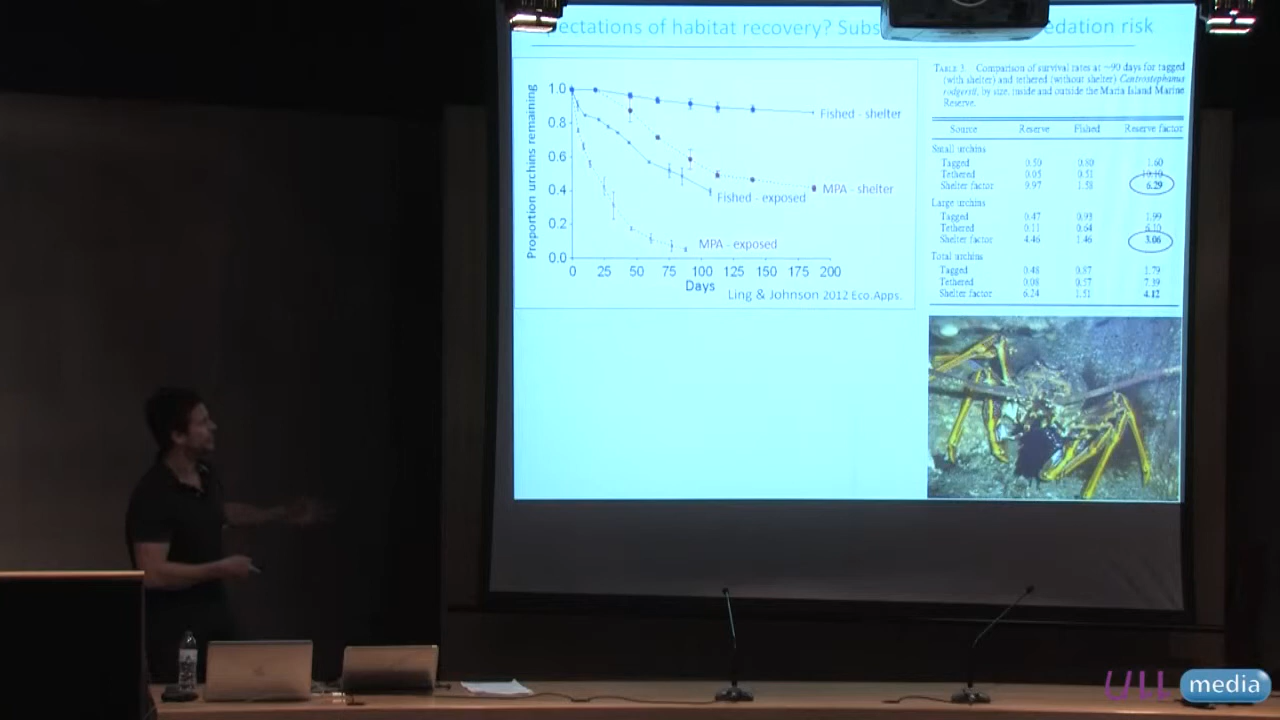 pectations of habitat recovery? Subs
edation risk
Proportion urchins remaining
1.0
0.8
0.6
0.4
0.2
0.0
0 25 50 75 100 125 150 175 200
Days
Fished - shelter
MPA - shelter
Fished - exposed
MPA - exposed
Ling & Johnson 2012 Eco.Apps.
TABLE 3. Comparison of survival rates at ~90 days for tagged
(with shelter) and tethered (without shelter) Centrostephanus
rodgersii, by size, inside and outside the Maria Island Marine
Reserve.
Source Reserve Fished Reserve factor
Small urchins
Tagged 0.50 0.80 1.60
Tethered 0.05 0.51 10.10
Shelter factor 9.97 1.58 6.29
Large urchins
Tagged 0.47 0.93 1.99
Tethered 0.11 0.64 6.10
Shelter factor 4.46 1.46 3.06
Total urchins
Tagged 0.48 0.87 1.79
Tethered 0.08 0.57 7.39
Shelter factor 6.24 1.51 4.12
ULL media